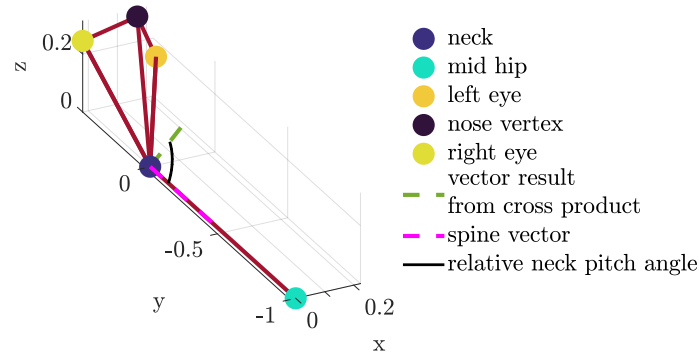 z
0.2
0
0
-0.5
-1
y
0
0.2
x
neck
mid hip
left eye
nose vertex
right eye
vector result
from cross product
spine vector
relative neck pitch angle